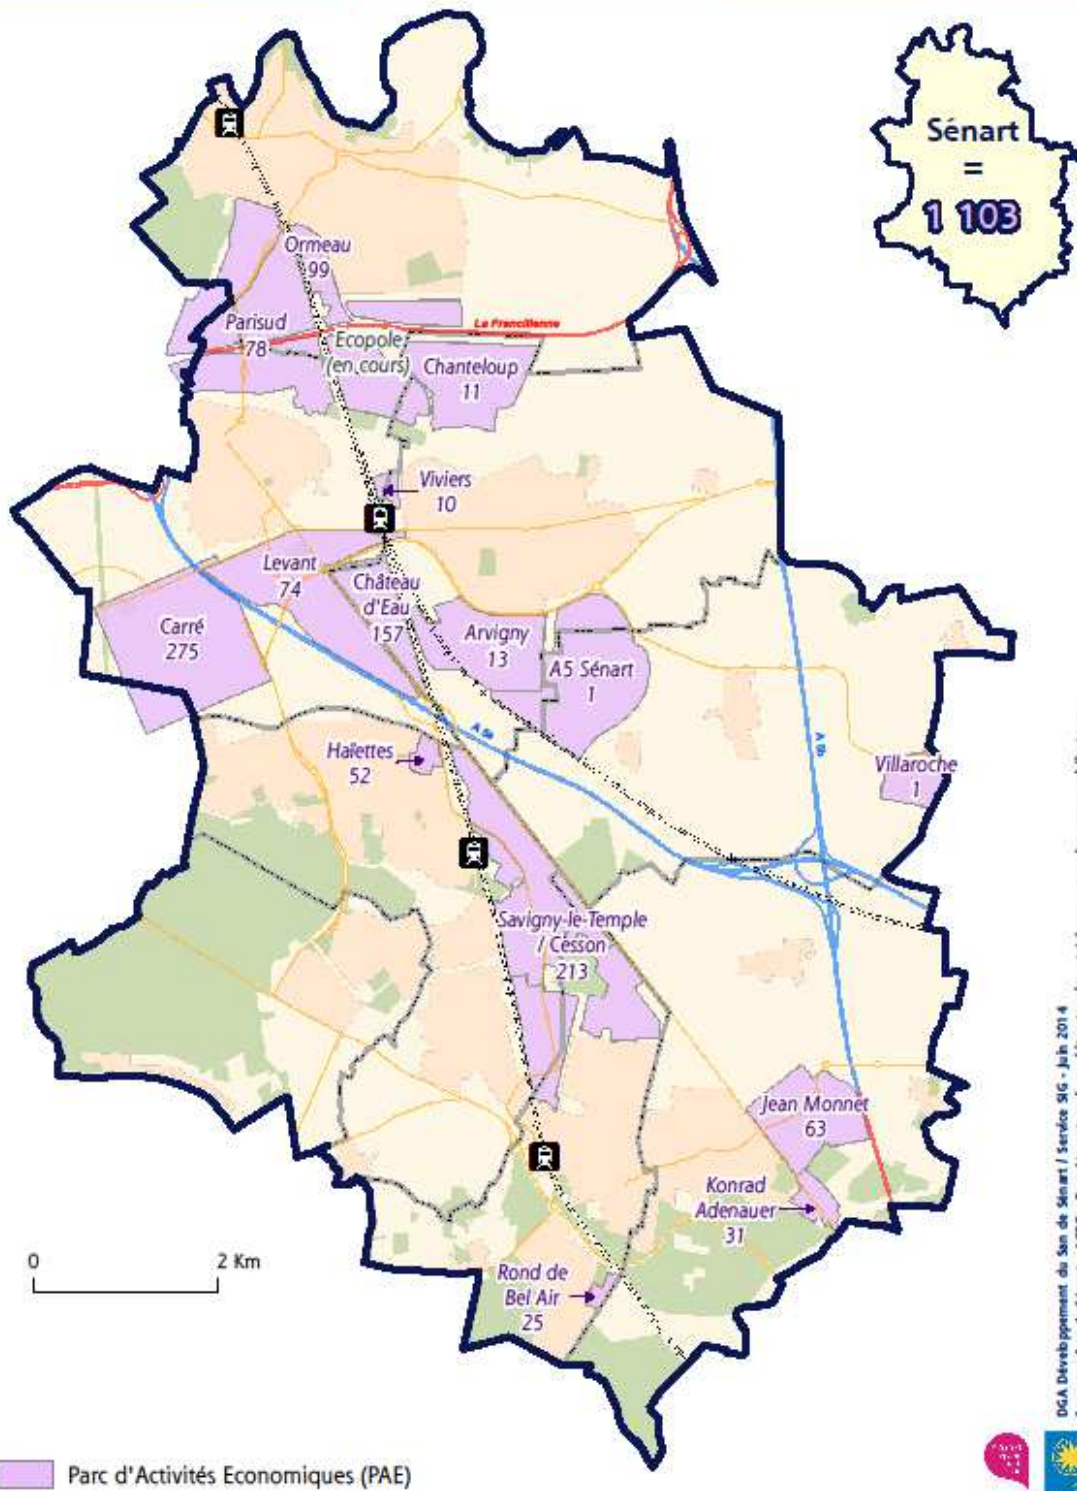 Sénart
=
1 103
Ormeau
99
Parisud
78
La Francilienne
Ecopole
(en cours)
Chanteloup
11
Viviers
10
Levant
74
Château
d'Eau
157
Carré
275
Arvigny
13
A5 Sénart
1
A 5a
A 5b
Hallettes
52
Villaroche
1
Savigny-le-Temple
/ Cesson
213
Jean Monnet
63
Konrad
Adenauer
31
Rond de
Bel Air
25
0 2 Km
Parc d'Activités Economiques (PAE)
DGA Développement du San de Sénart / Service SIG - Juin 2014